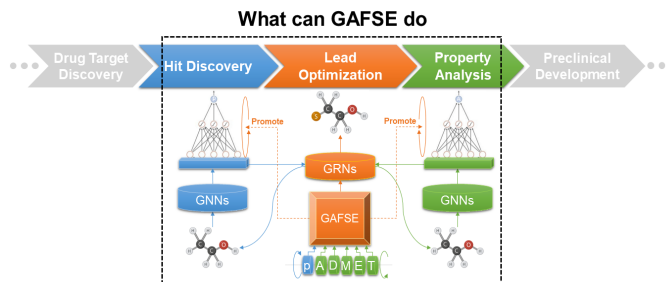 What can GAFSE do
Drug Target
Discovery
Hit Discovery
Lead
Optimization
Property
Analysis
Preclinical
Development
Promote
Promote
GRNs
GNNs
GNNs
GAFSE
p A D M E T
S C C O H
H H H
H C C O H
H H H H
H C C O H
H H H H